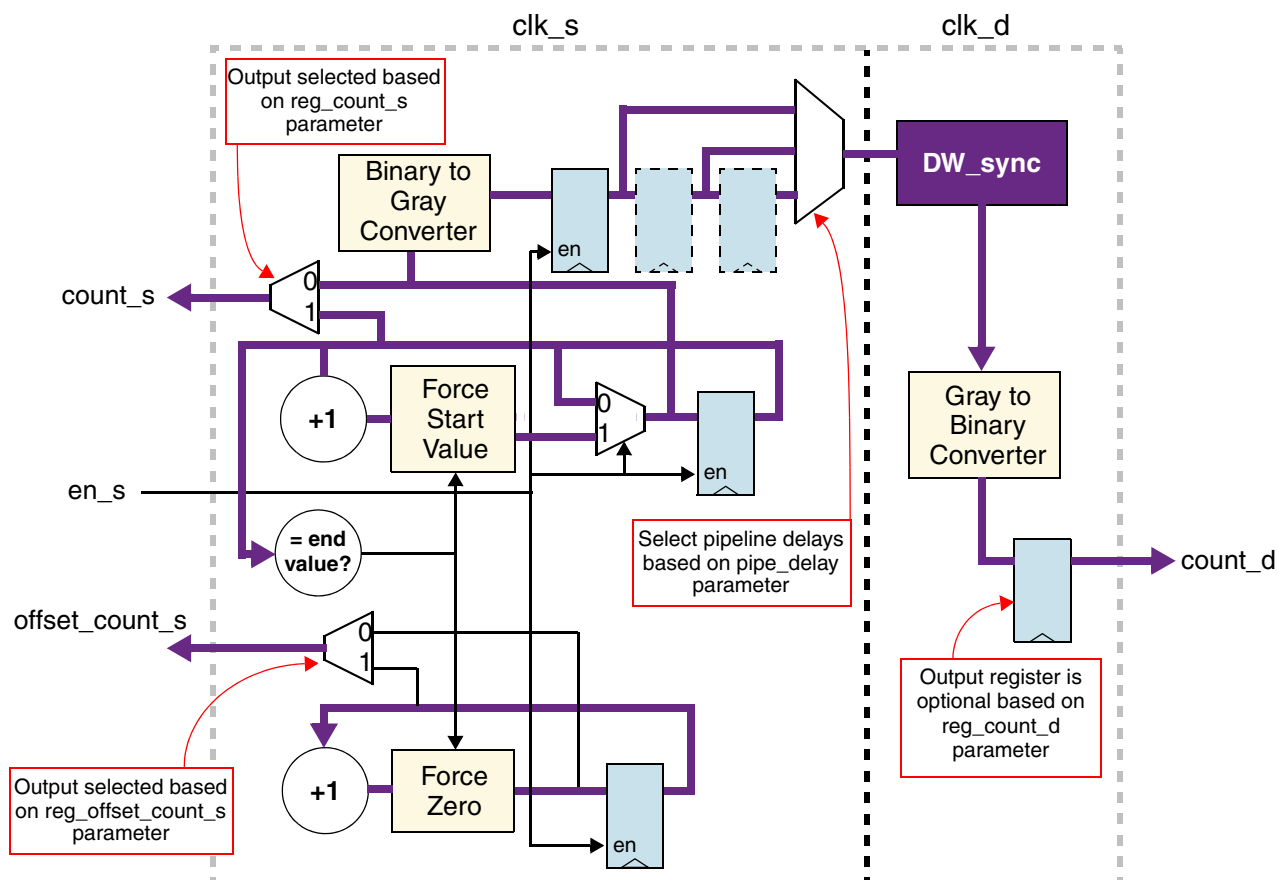 clk_s
clk_d
Output selected based
on reg_count_s
parameter
Binary to
Gray
Converter
DW_sync
en
0
1
count_s
+1
Force
Start
Value
0
1
en
Gray to
Binary
Converter
en_s
= end
value?
Select pipeline delays
based on pipe_delay
parameter
count_d
offset_count_s
0
1
Output register is
optional based on
reg_count_d
parameter
Output selected based
on reg_offset_count_s
parameter
+1
Force
Zero
en